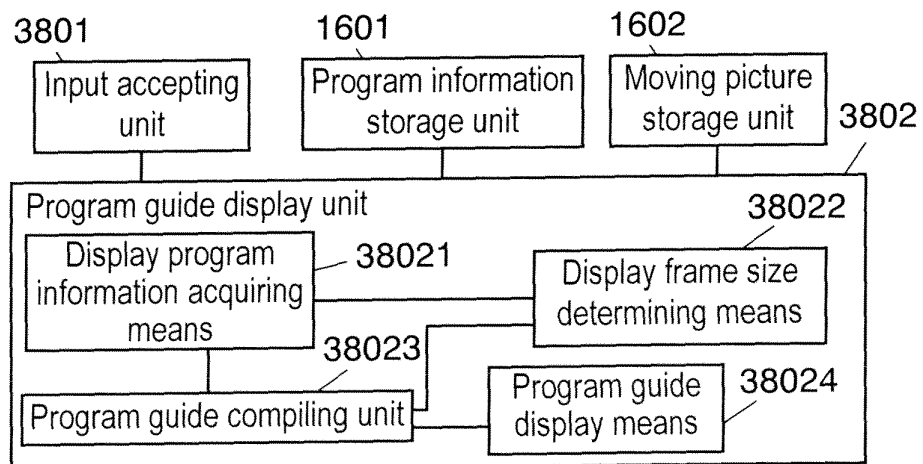 3801
1601
1602
Input accepting
unit
Program information
storage unit
Moving picture
storage unit
3802
Program guide display unit
38022
Display program
information acquiring
means
38021
Display frame size
determining means
38023
Program guide compiling unit
Program guide
display means
38024